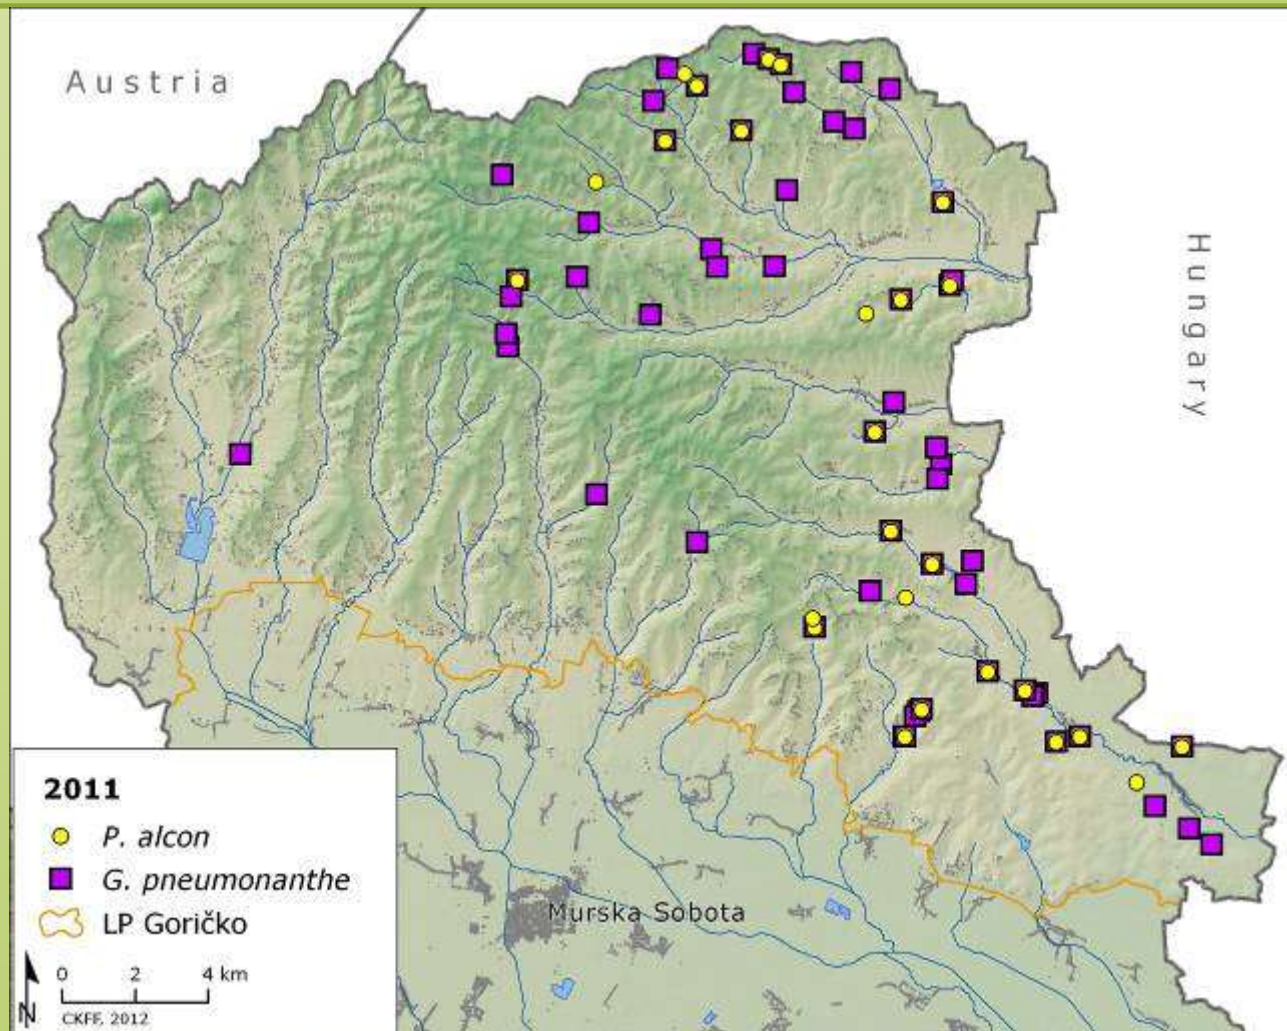 Austria
Hungary
2011
P. alcon
G. pneumonanthe
LP Goričko
0 2 4 km
N
CKFF, 2012
Murska Sobota